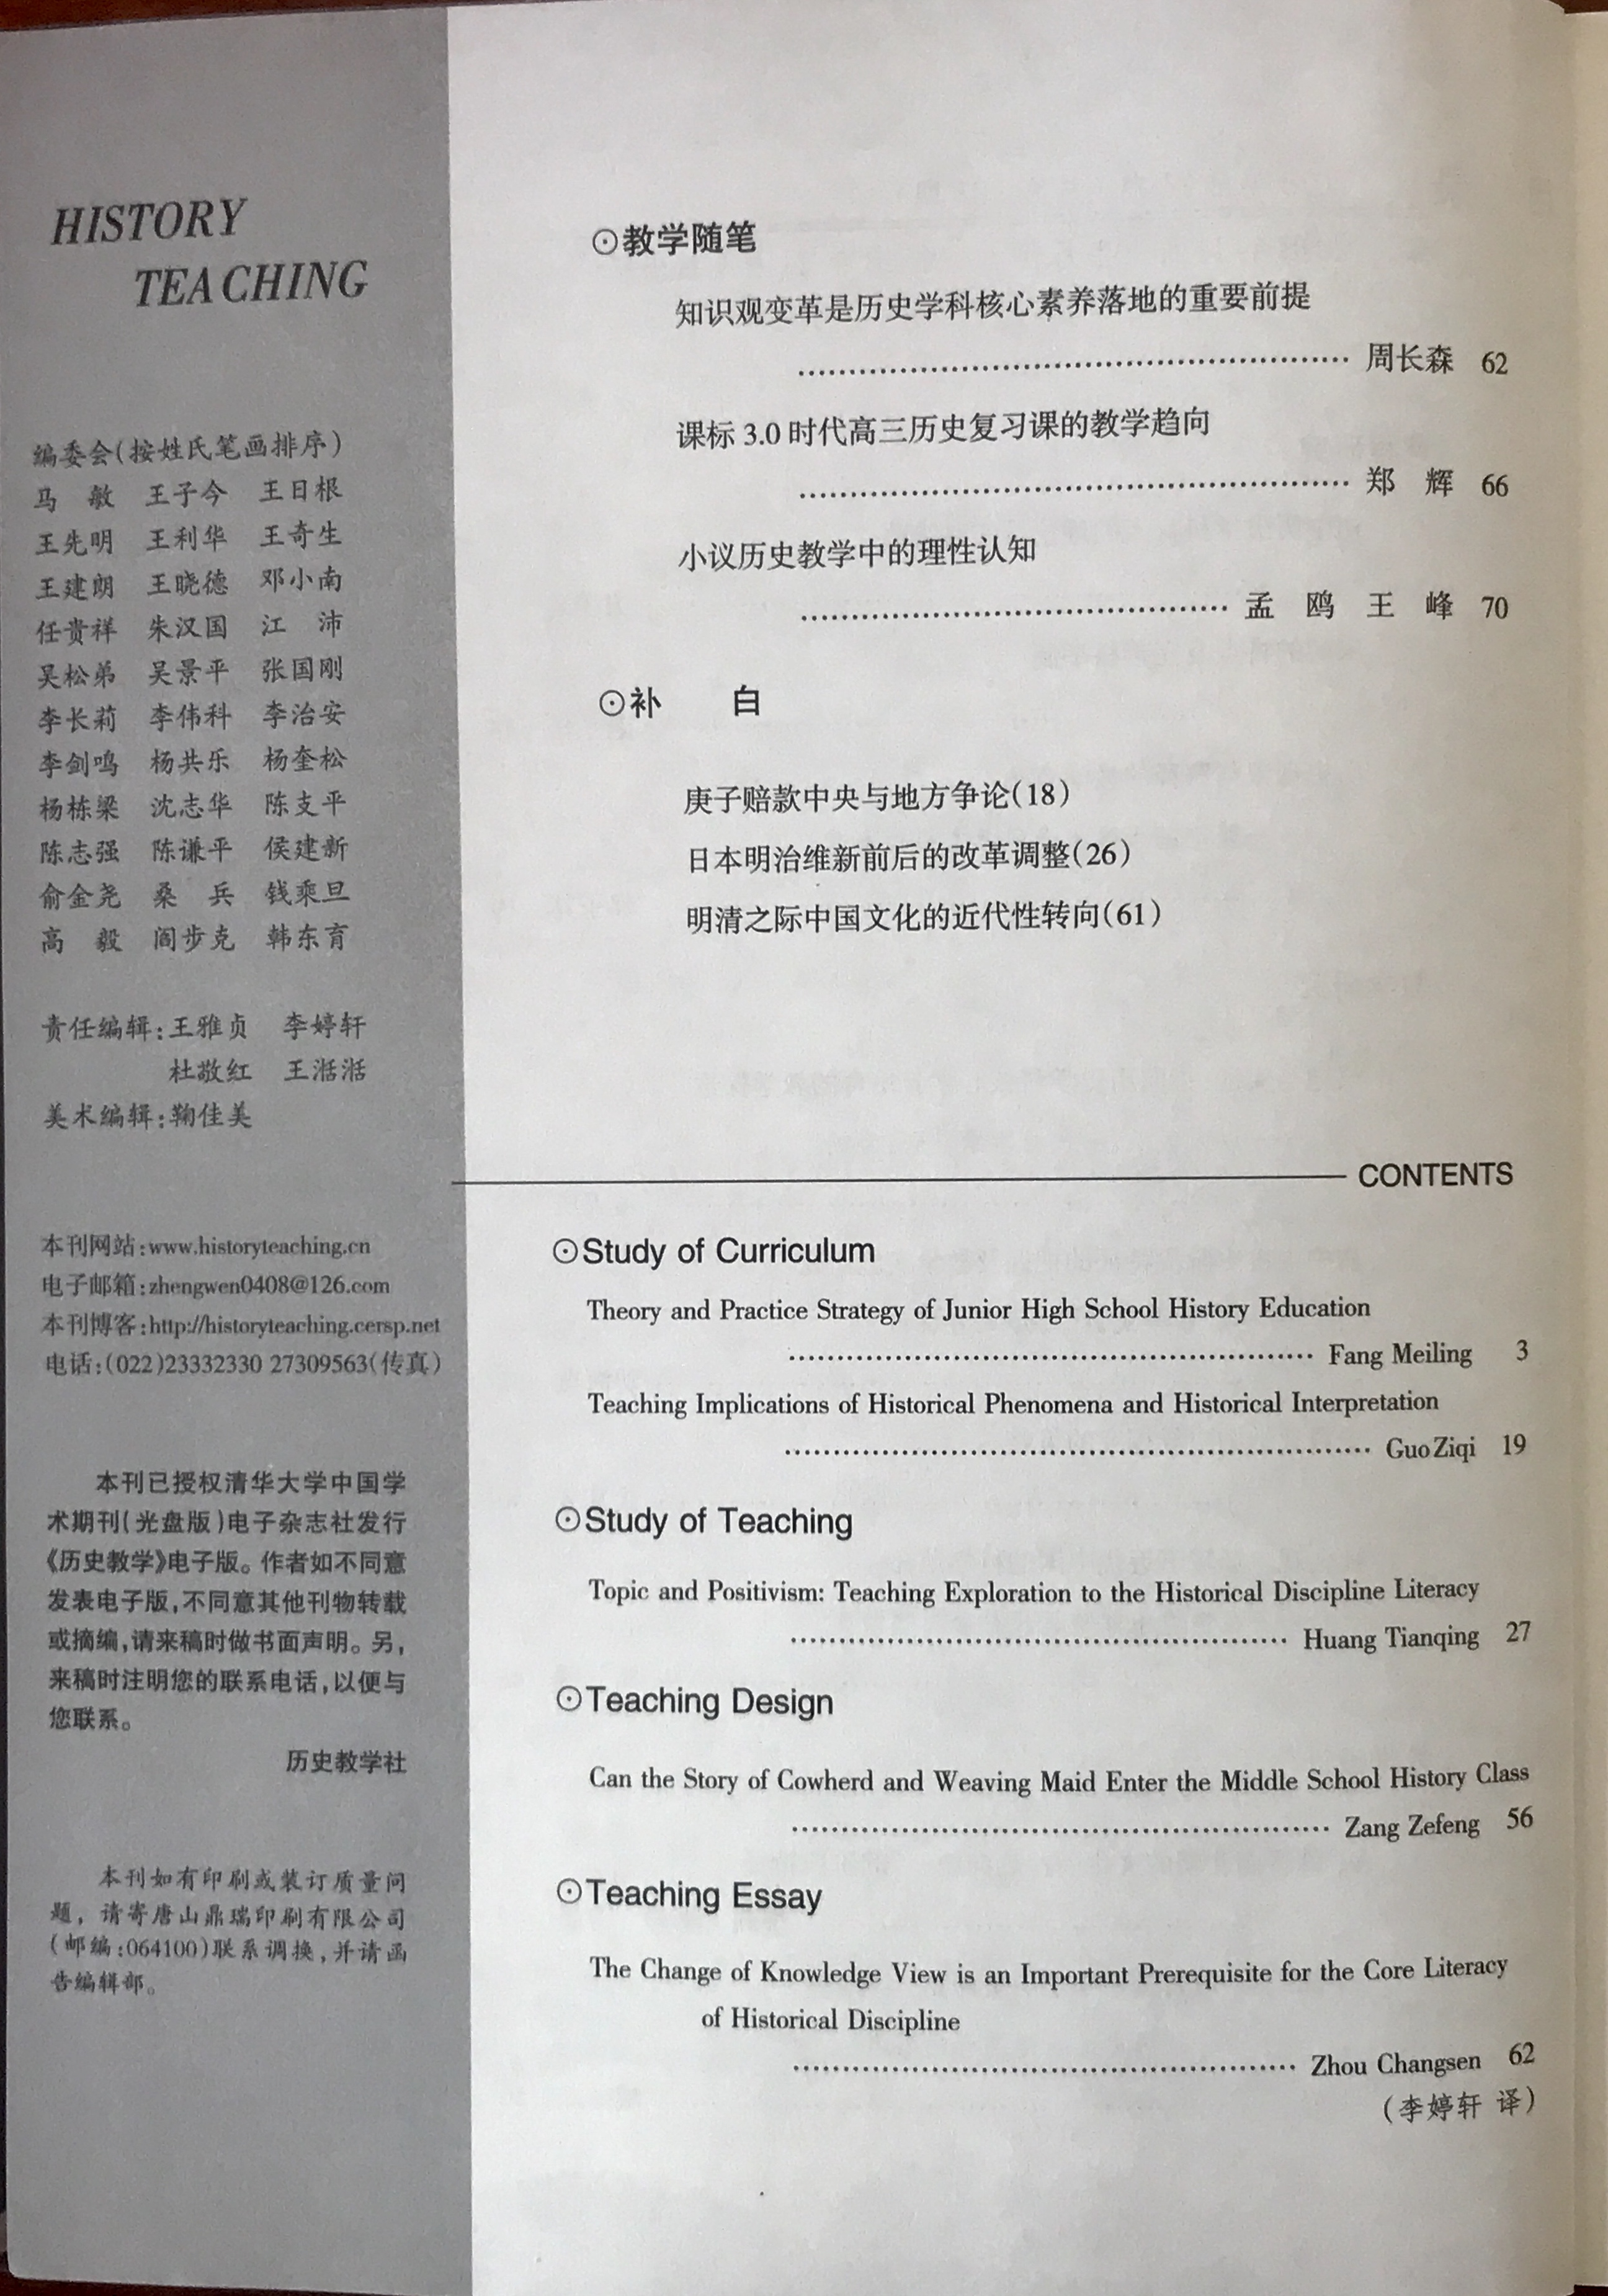 HISTORY
TEACHING
编委会(按姓氏笔画排序)
马　敏　王子今　王日根
王先明　王利华　王奇生
王建朗　王晓德　邓小南
任贵祥　朱汉国　江　沛
吴松弟　吴景平　张国刚
李长莉　李伟科　李治安
李剑鸣　杨共乐　杨奎松
杨栋梁　沈志华　陈支平
陈志强　陈谦平　侯建新
俞金尧　桑　兵　钱乘旦
高　毅　阎步克　韩东育
责任编辑:王雅贞　李婷轩
杜敬红　王湉湉
美术编辑:鞠佳美
本刊网站:www.historyteaching.cn
电子邮箱:zhengwen0408@126.com
本刊博客:http://historyteaching.cersp.net
电话:(022)23332330 27309563(传真)
本刊已授权清华大学中国学
术期刊(光盘版)电子杂志社发行
《历史教学》电子版。作者如不同意
发表电子版,不同意其他刊物转载
或摘编,请来稿时做书面声明。另,
来稿时注明您的联系电话,以便与
您联系。
历史教学社
本刊如有印刷或装订质量问
题，请寄唐山鼎瑞印刷有限公司
(邮编:064100)联系调换,并请函
告编辑部。
⊙教学随笔
知识观变革是历史学科核心素养落地的重要前提
…………………………………………………… 周长森 62
课标 3.0 时代高三历史复习课的教学趋向
…………………………………………………… 郑　辉 66
小议历史教学中的理性认知
……………………………………… 孟　鸥　王　峰 70
⊙补　　白
庚子赔款中央与地方争论(18)
日本明治维新前后的改革调整(26)
明清之际中国文化的近代性转向(61)
CONTENTS
⊙Study of Curriculum
Theory and Practice Strategy of Junior High School History Education
…………………………………………………… Fang Meiling 3
Teaching Implications of Historical Phenomena and Historical Interpretation
…………………………………………………… Guo Ziqi 19
⊙Study of Teaching
Topic and Positivism: Teaching Exploration to the Historical Discipline Literacy
…………………………………………………… Huang Tianqing 27
⊙Teaching Design
Can the Story of Cowherd and Weaving Maid Enter the Middle School History Class
…………………………………………………… Zang Zefeng 56
⊙Teaching Essay
The Change of Knowledge View is an Important Prerequisite for the Core Literacy
of Historical Discipline
…………………………………………………… Zhou Changsen 62
(李婷轩 译)